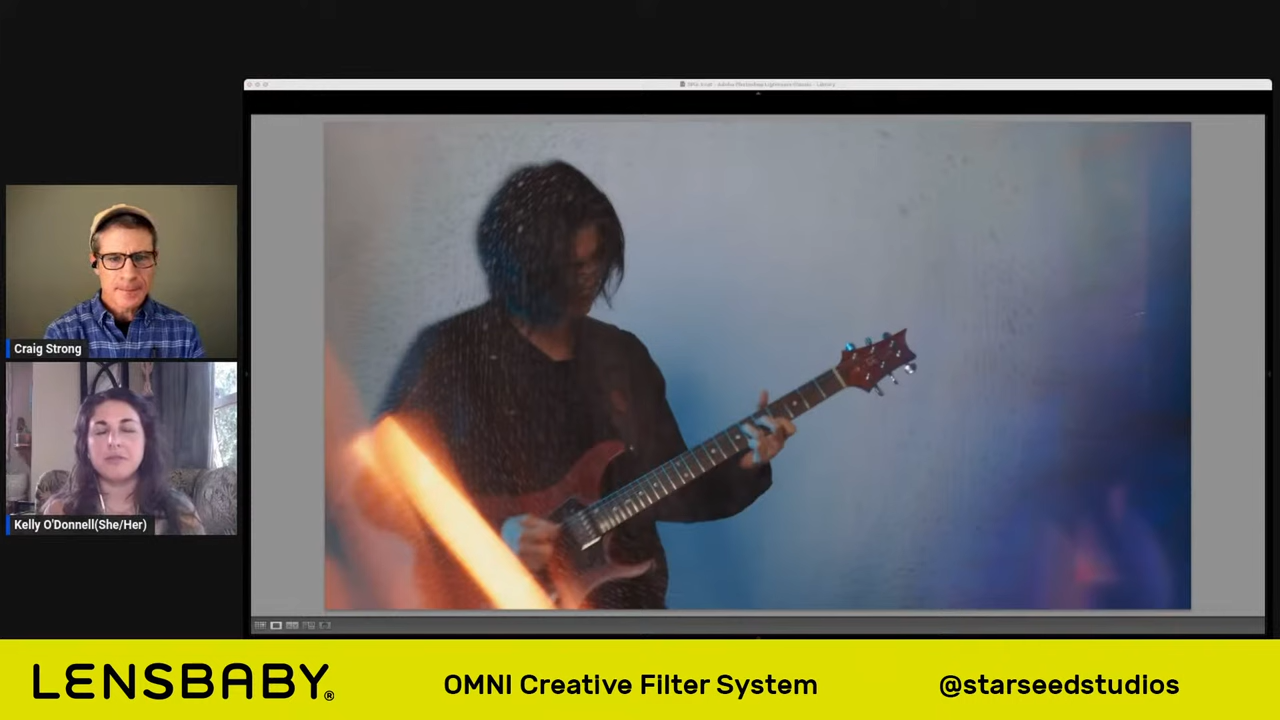 Craig Strong
Kelly O'Donnell(She/Her)
LENSBABY®
OMNI Creative Filter System
@starseedstudios